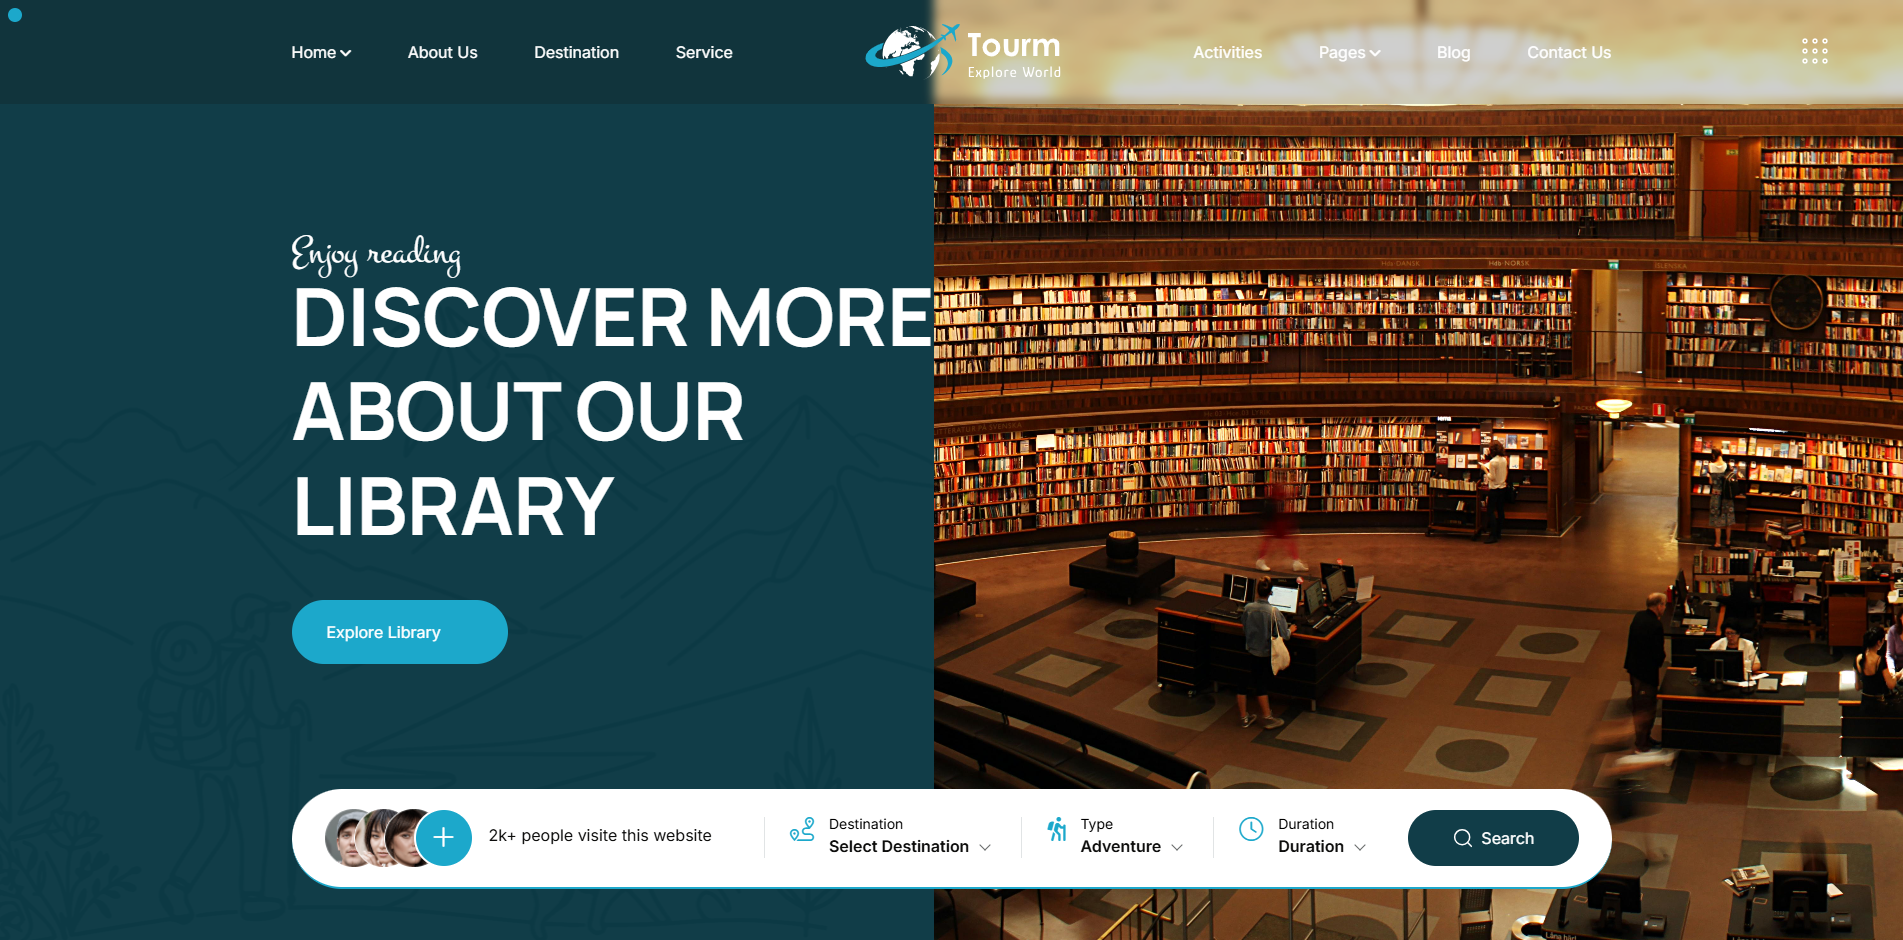 Home
About Us
Destination
Service
Tourm
Explore World
Activities
Pages
Blog
Contact Us
Enjoy reading
DISCOVER MORE
ABOUT OUR
LIBRARY
Explore Library
2k+ people visite this website
Destination
Select Destination
Type
Adventure
Duration
Duration
Search